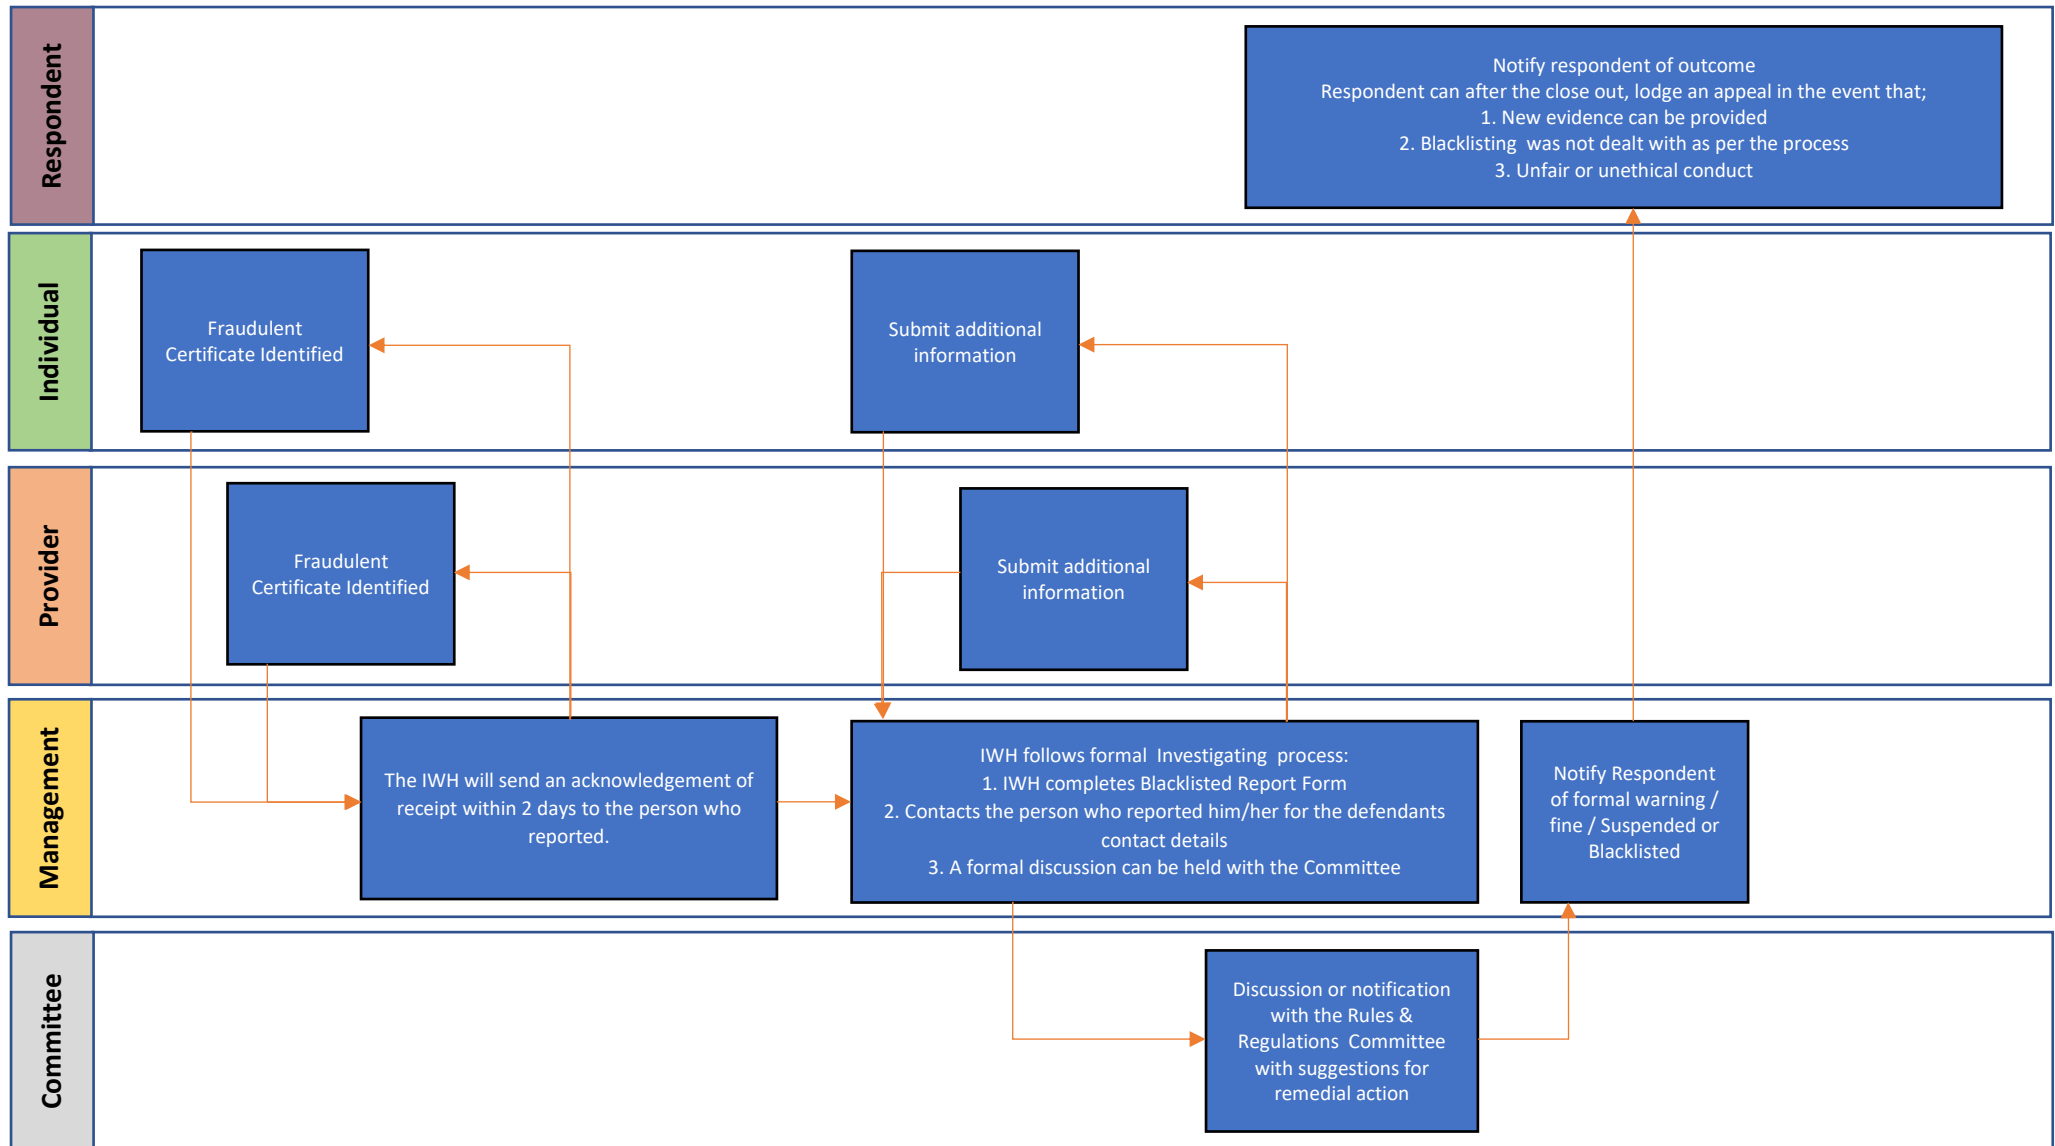 Respondent
Notify respondent of outcome
Respondent can after the close out, lodge an appeal in the event that;
1. New evidence can be provided
2. Blacklisting was not dealt with as per the process
3. Unfair or unethical conduct
Individual
Fraudulent
Certificate Identified
Submit additional
information
Provider
Fraudulent
Certificate Identified
Submit additional
information
Management
The IWH will send an acknowledgement of
receipt within 2 days to the person who
reported.
IWH follows formal Investigating process:
1. IWH completes Blacklisted Report Form
2. Contacts the person who reported him/her for the defendants
contact details
3. A formal discussion can be held with the Committee
Notify Respondent
of formal warning /
fine / Suspended or
Blacklisted
Committee
Discussion or notification
with the Rules &
Regulations Committee
with suggestions for
remedial action